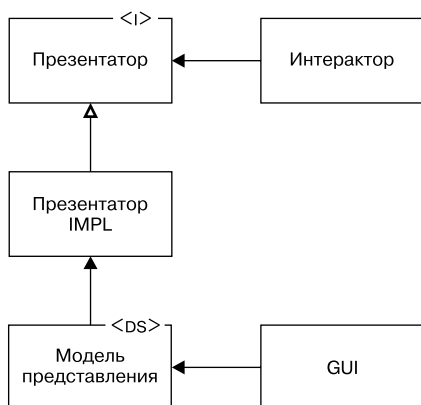 <I>
Презентатор
Интерактор
Презентатор
IMPL
<DS>
Модель
представления
GUI